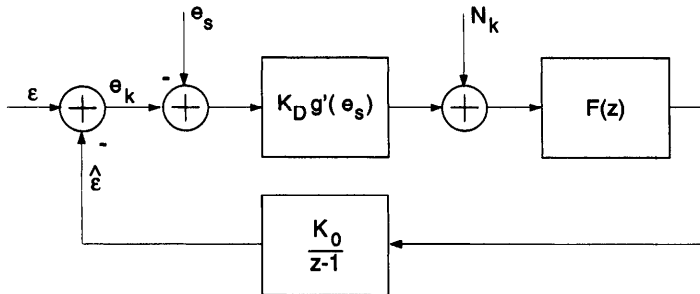 e_s
N_k
ε
+
e_k
-
+
K_D g'(e_s)
+
F(z)
-
ε̂
K_0
z-1